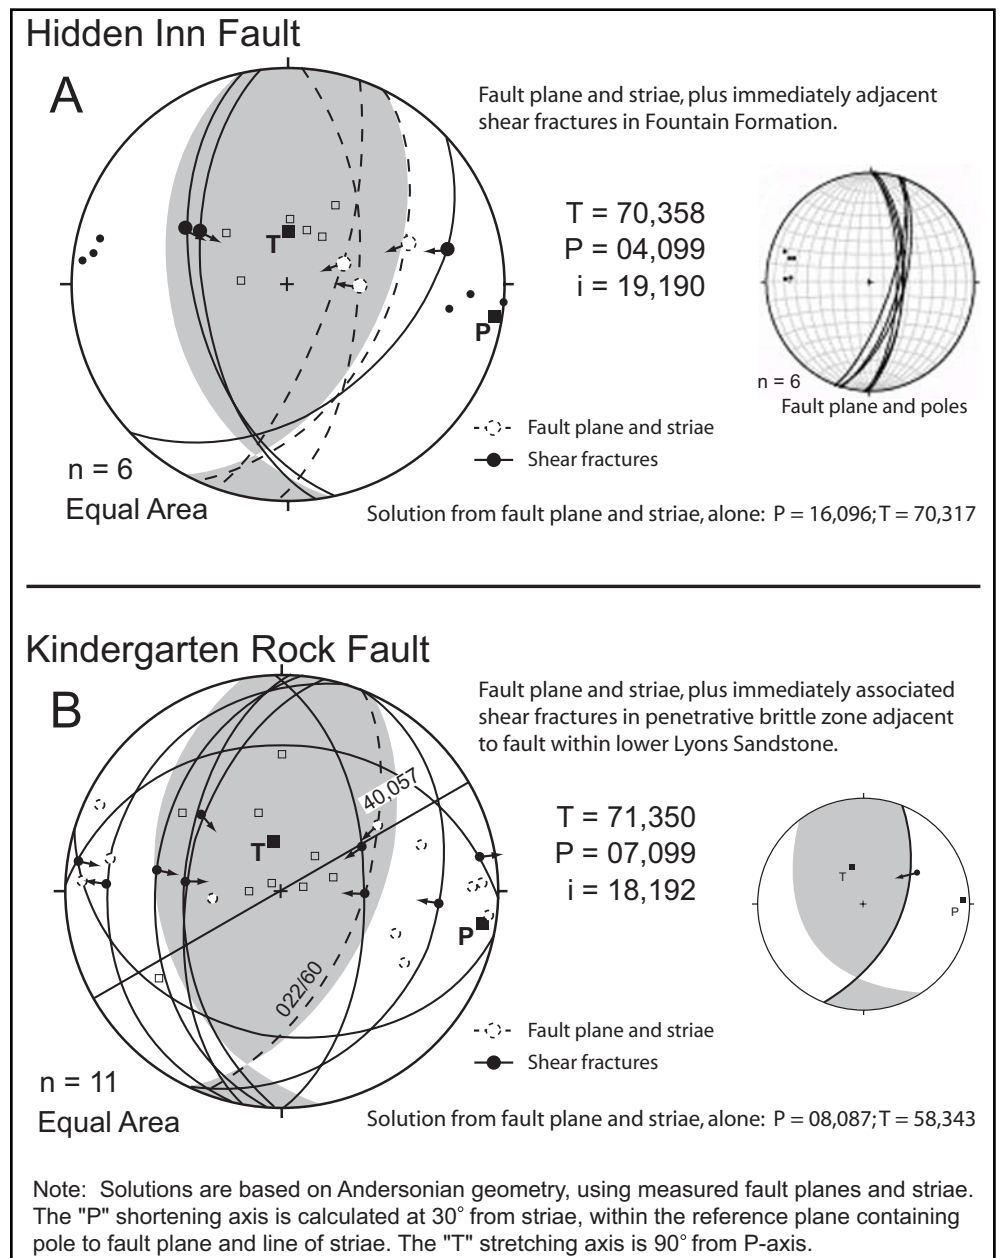 Hidden Inn Fault
A
Fault plane and striae, plus immediately adjacent
shear fractures in Fountain Formation.
T = 70,358
P = 04,099
i = 19,190
T
P
n = 6
Fault plane and poles
Fault plane and striae
Shear fractures
n = 6
Equal Area
Solution from fault plane and striae, alone: P = 16,096; T = 70,317
Kindergarten Rock Fault
B
Fault plane and striae, plus immediately associated
shear fractures in penetrative brittle zone adjacent
to fault within lower Lyons Sandstone.
40,057
T = 71,350
P = 07,099
i = 18,192
T
P
T
P
022/60
Fault plane and striae
Shear fractures
n = 11
Equal Area
Solution from fault plane and striae, alone: P = 08,087; T = 58,343
Note: Solutions are based on Andersonian geometry, using measured fault planes and striae.
The "P" shortening axis is calculated at 30° from striae, within the reference plane containing
pole to fault plane and line of striae. The "T" stretching axis is 90° from P-axis.